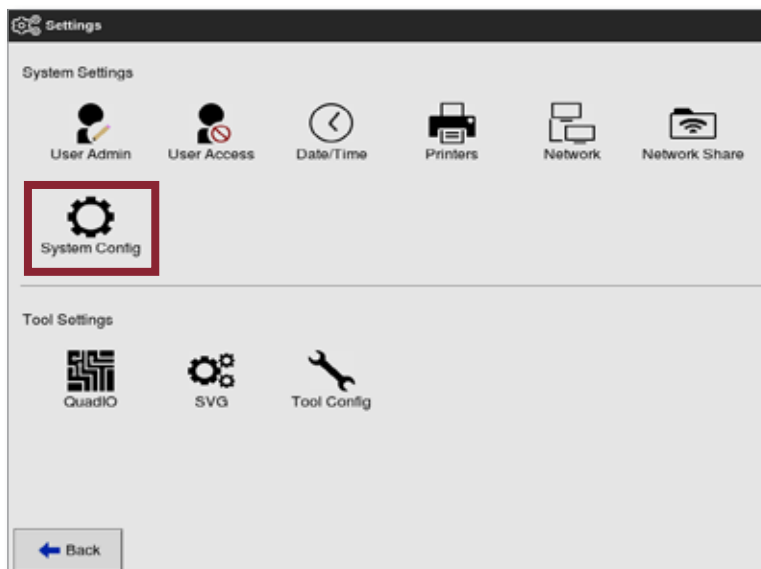 Settings
System Settings
User Admin User Access Date/Time Printers Network Network Share
System Config
Tool Settings
QuadIO SVG Tool Config
Back